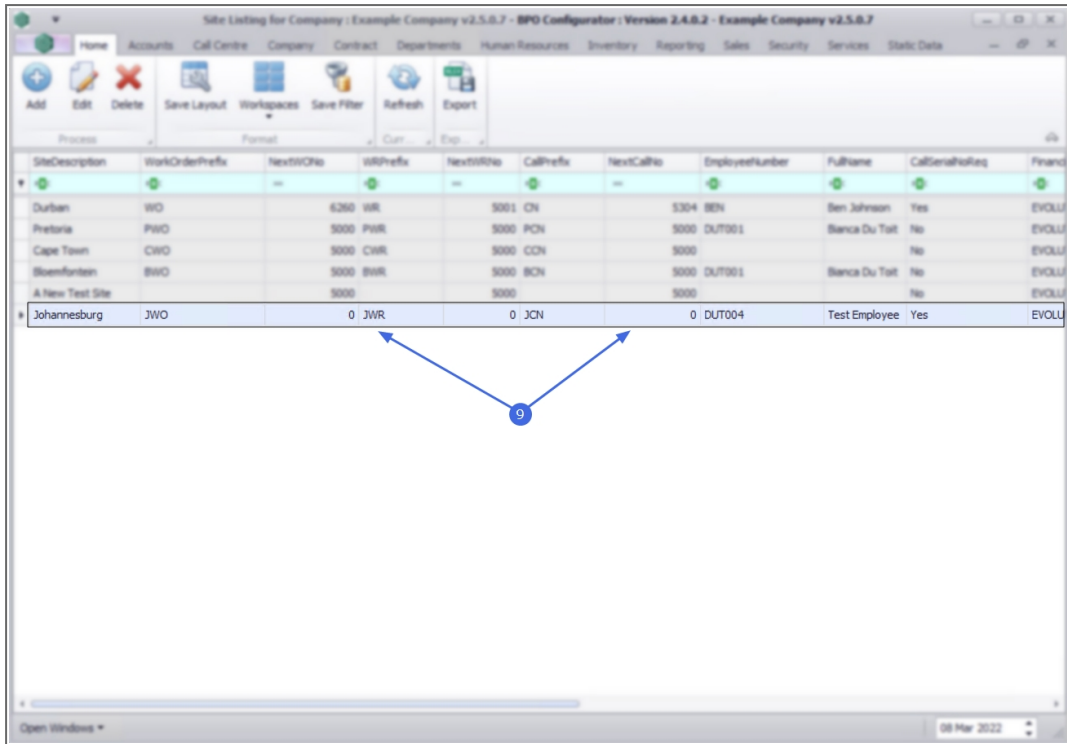 Site Listing for Company : Example Company v2.5.0.7 - BPO Configurator : Version 2.4.0.2 - Example Company v2.5.0.7
Home Accounts Call Centre Company Contract Departments Human Resources Inventory Reporting Sales Security Services Static Data
Add Edit Delete Save Layout Workspaces Save Filter Refresh Export
Process Format Curr... Exp...
SiteDescription WorkOrderPrefix NextWONo WRPrefix NextWRNo CallPrefix NextCallNo EmployeeNumber FullName CallSerialNoReq Financ
Durban WO 6260 WR 5001 CN 5304 BEN Ben Johnson Yes EVOLU
Pretoria PWO 5000 PWR 5000 PCN 5000 DUT001 Bianca Du Toit No EVOLU
Cape Town CWO 5000 CWR 5000 CCN 5000 No EVOLU
Bloemfontein BWO 5000 BWR 5000 BCN 5000 DUT001 Bianca Du Toit No EVOLU
A New Test Site 5000 5000 5000 No EVOLU
Johannesburg JWO 0 JWR 0 JCN 0 DUT004 Test Employee Yes EVOLU
9
Open Windows 08 Mar 2022